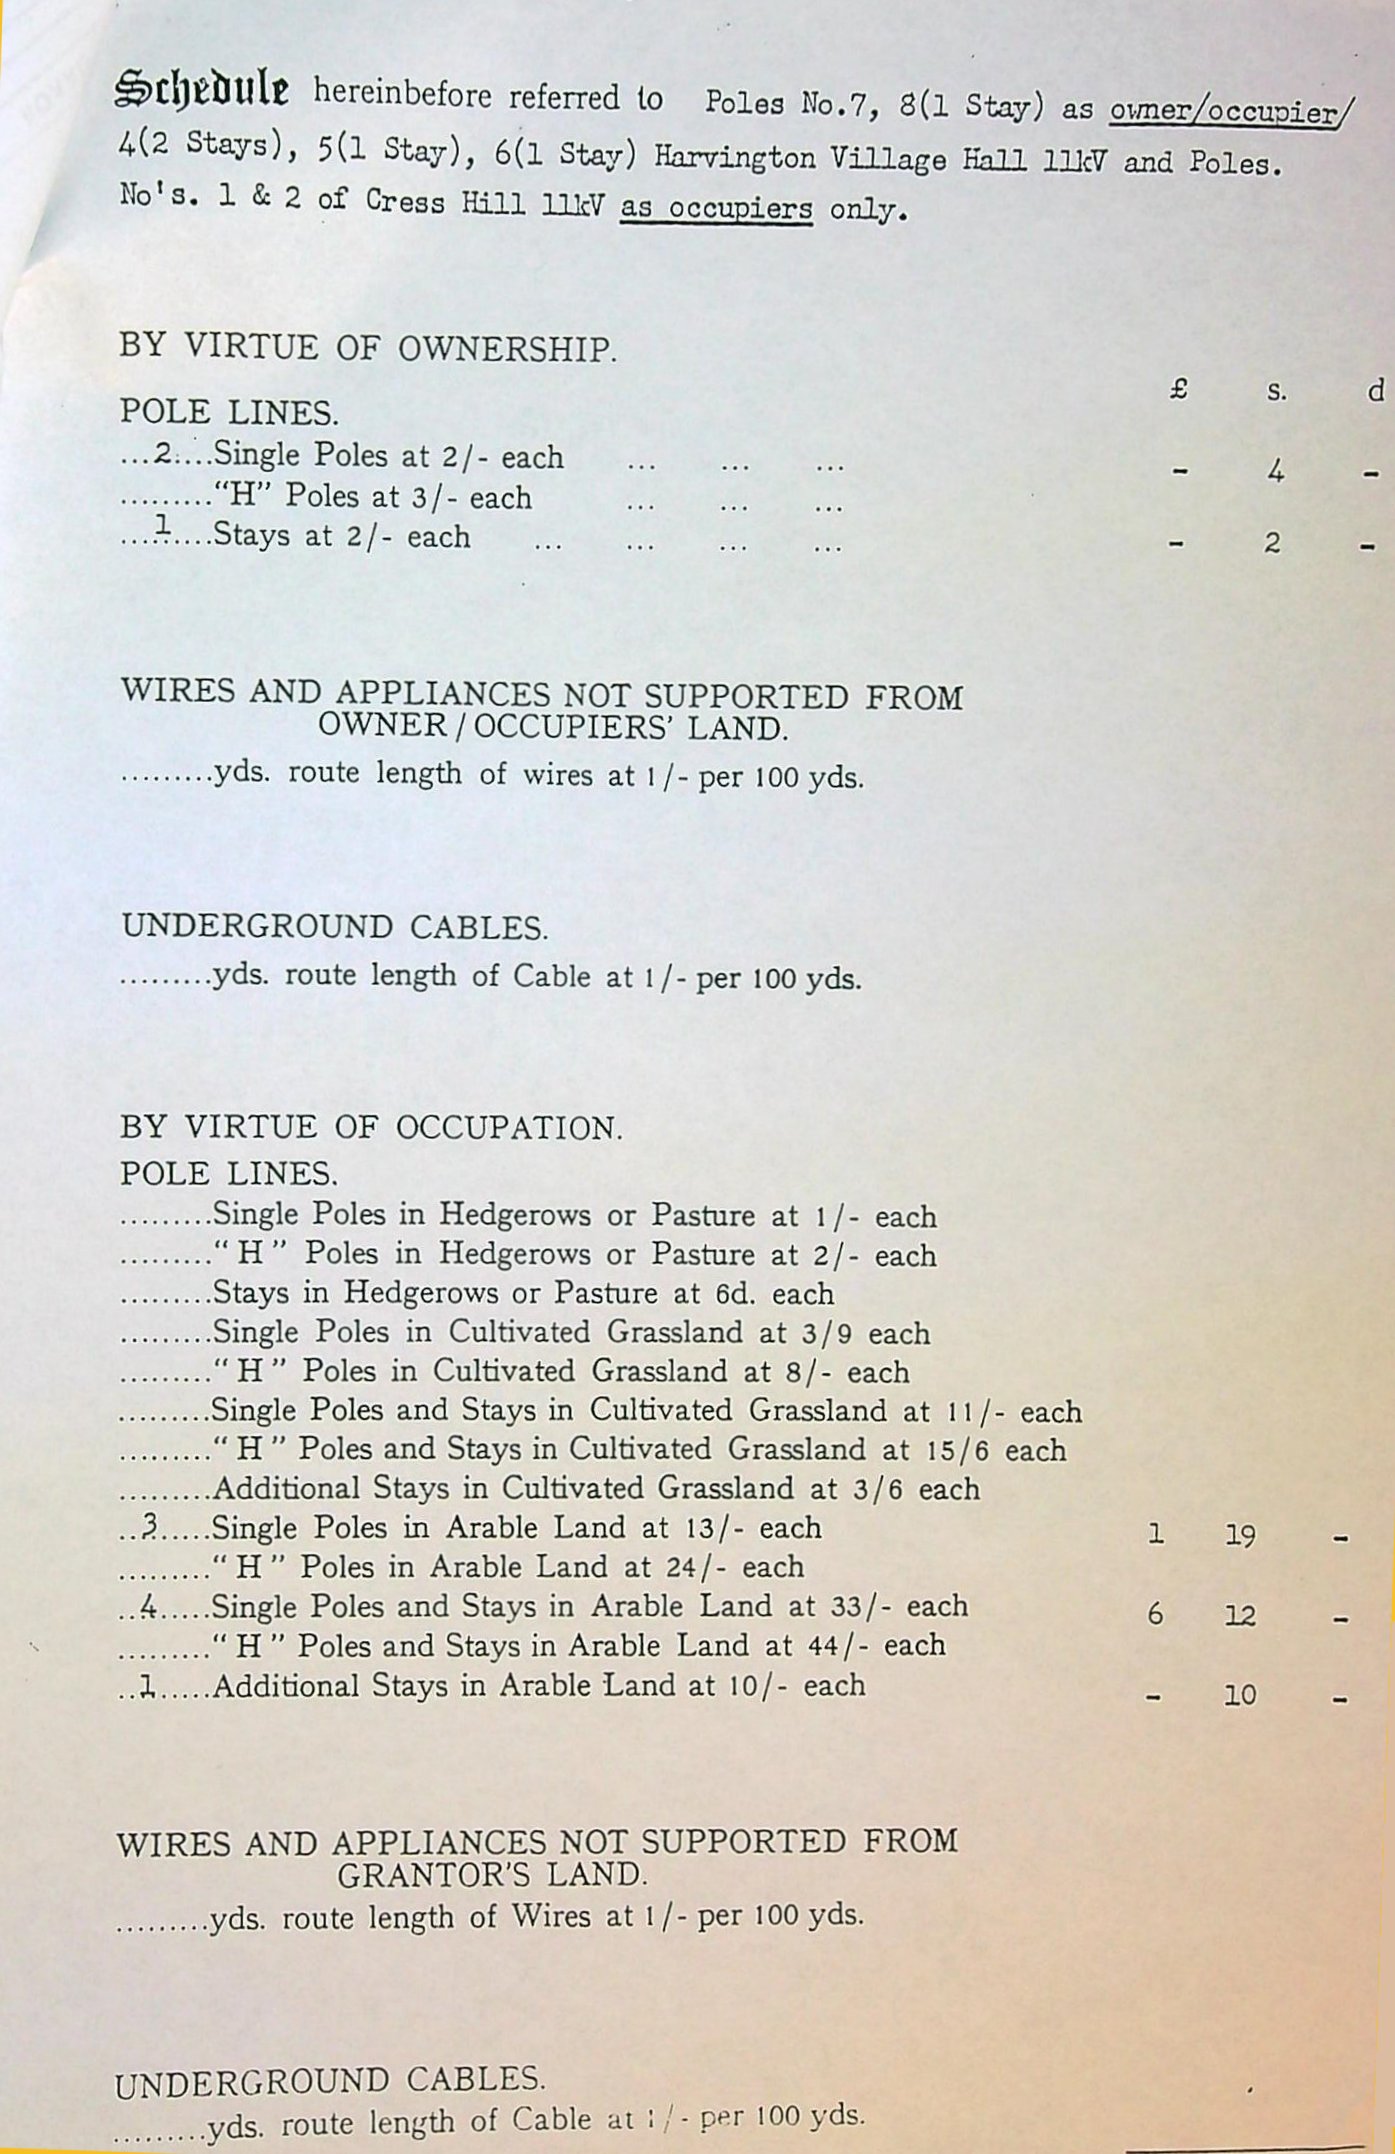 Schedule hereinbefore referred to Poles No.7, 8(1 Stay) as owner/occupier/
4(2 Stays), 5(1 Stay), 6(1 Stay) Harvington Village Hall 11kV and Poles.
No's. 1 & 2 of Cress Hill 11kV as occupiers only.
BY VIRTUE OF OWNERSHIP.
£ s. d
POLE LINES.
...2....Single Poles at 2/- each ... ... ... - 4 -
.........“H” Poles at 3/- each ... ... ...
....1....Stays at 2/- each ... ... ... ... - 2 -
WIRES AND APPLIANCES NOT SUPPORTED FROM
OWNER / OCCUPIERS' LAND.
.........yds. route length of wires at 1/- per 100 yds.
UNDERGROUND CABLES.
.........yds. route length of Cable at 1/- per 100 yds.
BY VIRTUE OF OCCUPATION.
POLE LINES.
.........Single Poles in Hedgerows or Pasture at 1/- each
.........“ H ” Poles in Hedgerows or Pasture at 2/- each
.........Stays in Hedgerows or Pasture at 6d. each
.........Single Poles in Cultivated Grassland at 3/9 each
.........“ H ” Poles in Cultivated Grassland at 8/- each
.........Single Poles and Stays in Cultivated Grassland at 11/- each
.........“ H ” Poles and Stays in Cultivated Grassland at 15/6 each
.........Additional Stays in Cultivated Grassland at 3/6 each
..3.....Single Poles in Arable Land at 13/- each 1 19 -
.........“ H ” Poles in Arable Land at 24/- each
..4.....Single Poles and Stays in Arable Land at 33/- each 6 12 -
.........“ H ” Poles and Stays in Arable Land at 44/- each
..1.....Additional Stays in Arable Land at 10/- each - 10 -
WIRES AND APPLIANCES NOT SUPPORTED FROM
GRANTOR'S LAND.
.........yds. route length of Wires at 1/- per 100 yds.
UNDERGROUND CABLES.
.........yds. route length of Cable at 1/- per 100 yds.